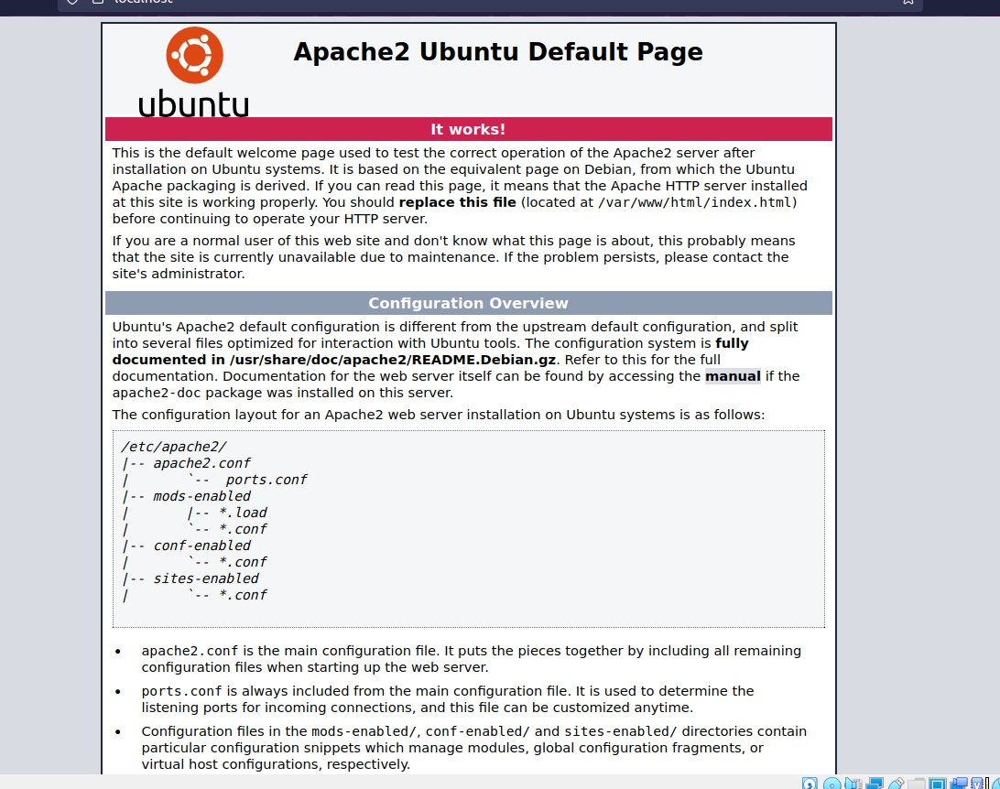 localhost
ubuntu
Apache2 Ubuntu Default Page
It works!
This is the default welcome page used to test the correct operation of the Apache2 server after
installation on Ubuntu systems. It is based on the equivalent page on Debian, from which the Ubuntu
Apache packaging is derived. If you can read this page, it means that the Apache HTTP server installed
at this site is working properly. You should replace this file (located at /var/www/html/index.html)
before continuing to operate your HTTP server.
If you are a normal user of this web site and don't know what this page is about, this probably means
that the site is currently unavailable due to maintenance. If the problem persists, please contact the
site's administrator.
Configuration Overview
Ubuntu's Apache2 default configuration is different from the upstream default configuration, and split
into several files optimized for interaction with Ubuntu tools. The configuration system is fully
documented in /usr/share/doc/apache2/README.Debian.gz. Refer to this for the full
documentation. Documentation for the web server itself can be found by accessing the manual if the
apache2-doc package was installed on this server.
The configuration layout for an Apache2 web server installation on Ubuntu systems is as follows:
/etc/apache2/
|-- apache2.conf
|       `--  ports.conf
|-- mods-enabled
|       |-- *.load
|       `-- *.conf
|-- conf-enabled
|       `-- *.conf
|-- sites-enabled
|       `-- *.conf
• apache2.conf is the main configuration file. It puts the pieces together by including all remaining
configuration files when starting up the web server.
• ports.conf is always included from the main configuration file. It is used to determine the
listening ports for incoming connections, and this file can be customized anytime.
• Configuration files in the mods-enabled/, conf-enabled/ and sites-enabled/ directories contain
particular configuration snippets which manage modules, global configuration fragments, or
virtual host configurations, respectively.